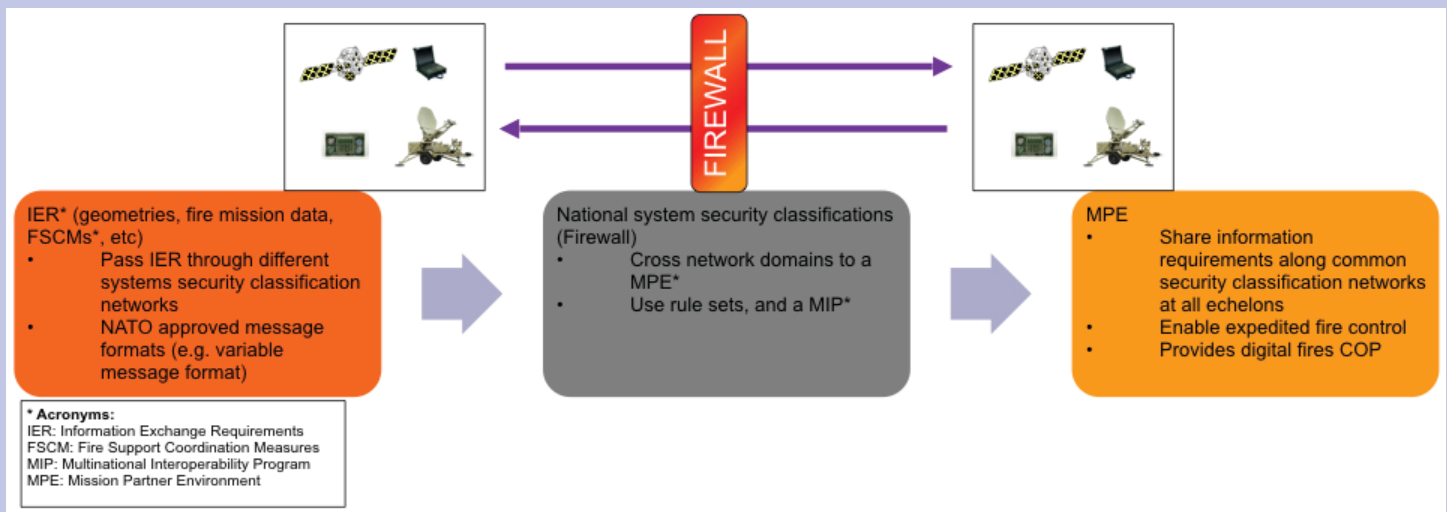 FIREWALL
IER* (geometries, fire mission data,
FSCMs*, etc)
• Pass IER through different
systems security classification
networks
• NATO approved message
formats (e.g. variable
message format)
National system security classifications
(Firewall)
• Cross network domains to a
MPE*
• Use rule sets, and a MIP*
MPE
• Share information
requirements along common
security classification networks
at all echelons
• Enable expedited fire control
• Provides digital fires COP
* Acronyms:
IER: Information Exchange Requirements
FSCM: Fire Support Coordination Measures
MIP: Multinational Interoperability Program
MPE: Mission Partner Environment